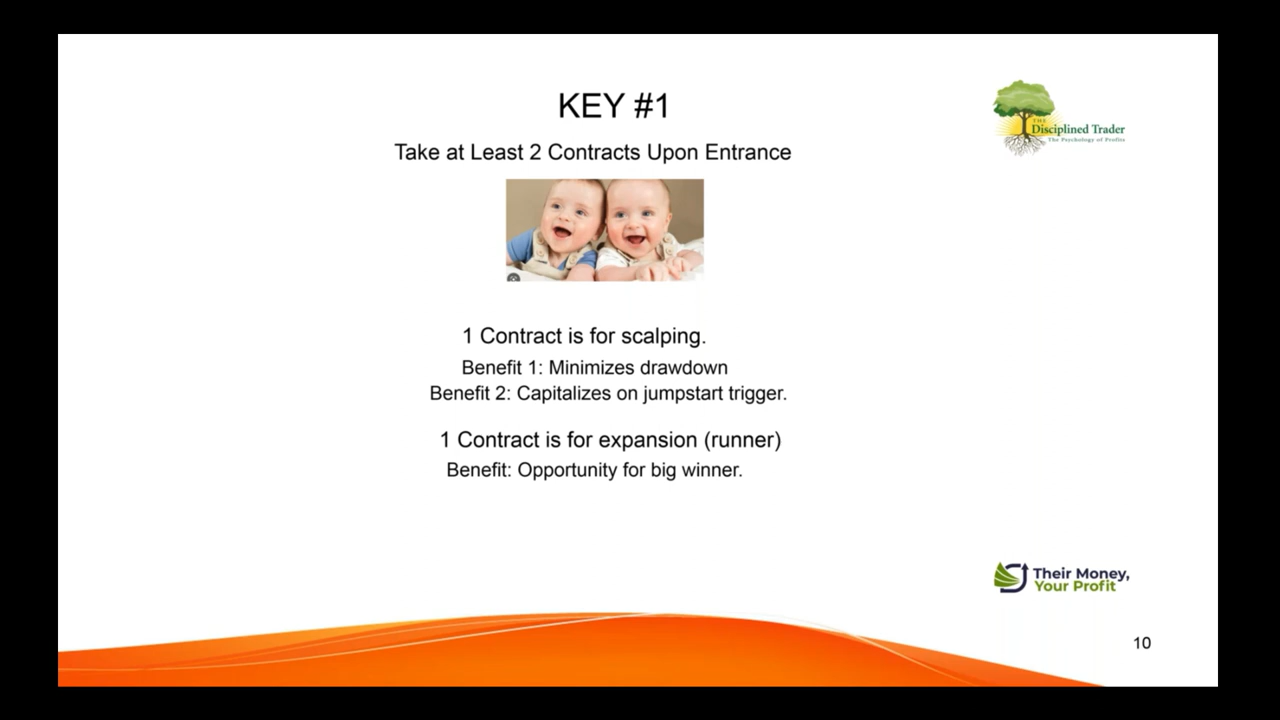 KEY #1
Take at Least 2 Contracts Upon Entrance
THE
Disciplined Trader
The Psychology of Profits
1 Contract is for scalping.
Benefit 1: Minimizes drawdown
Benefit 2: Capitalizes on jumpstart trigger.
1 Contract is for expansion (runner)
Benefit: Opportunity for big winner.
Their Money,
Your Profit
10